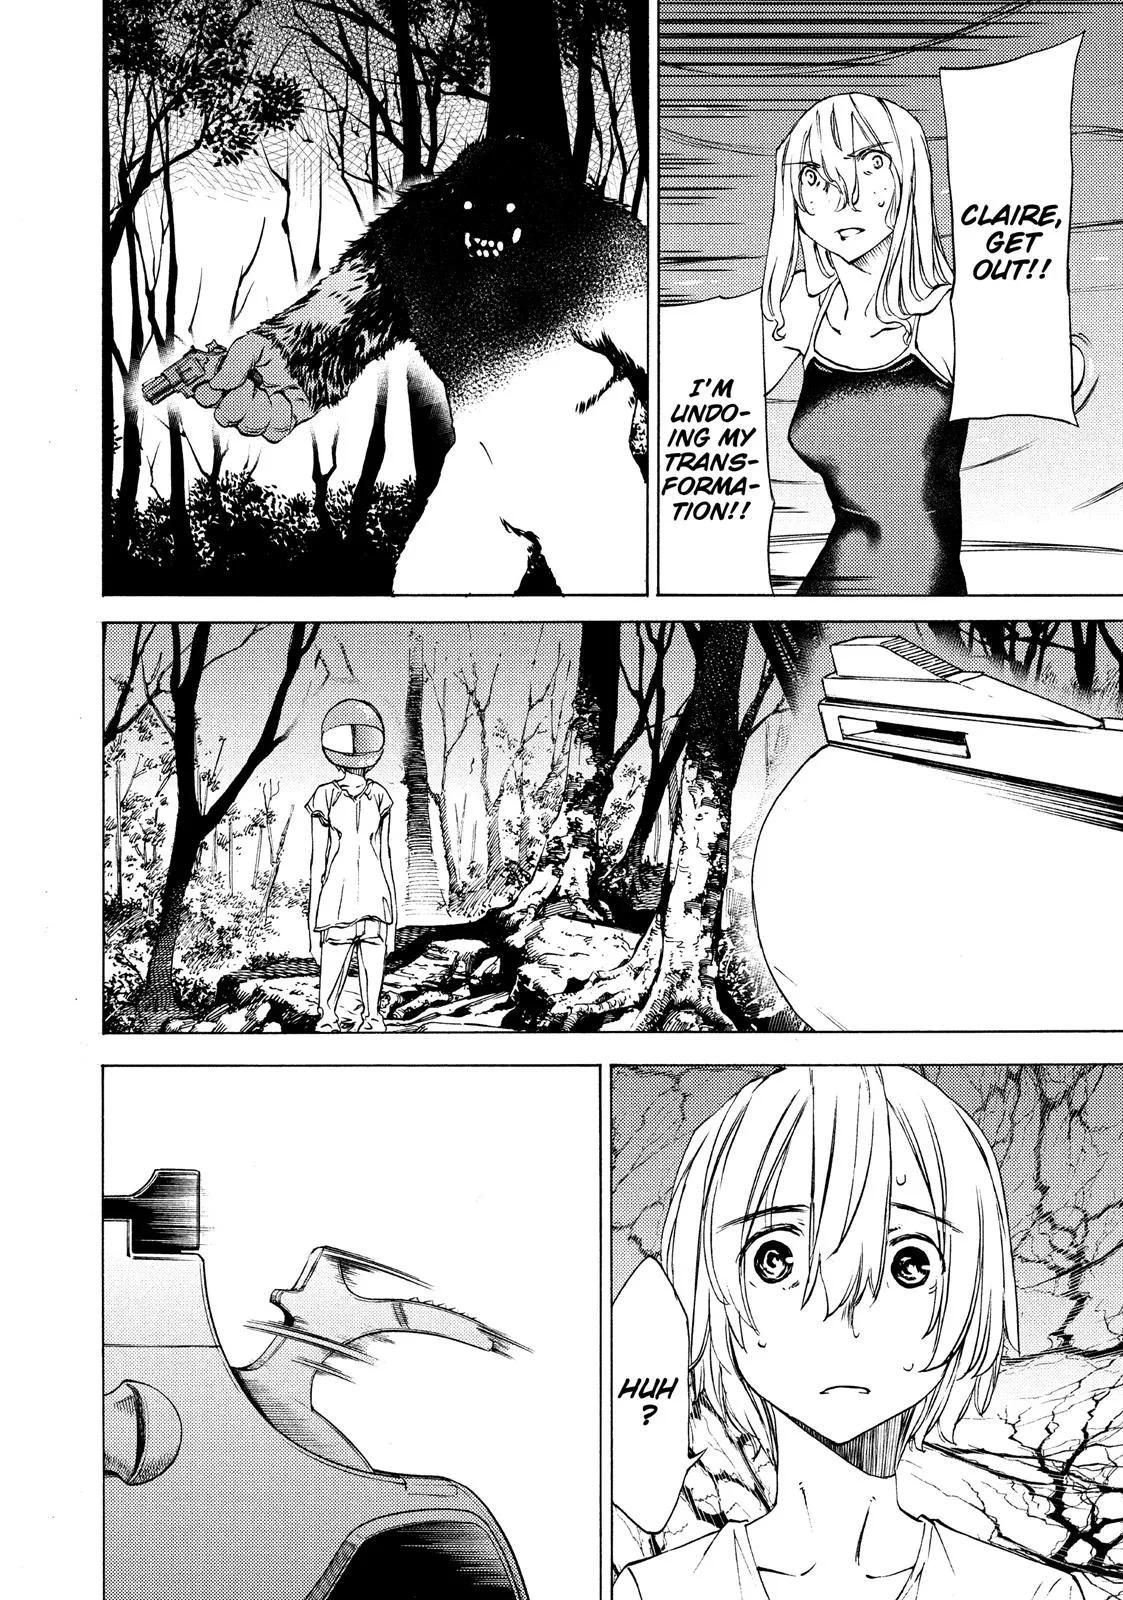 CLAIRE,
GET
OUT!!
I'M
UNDO-
ING MY
TRANS-
FORMA-
TION!!
HUH
?